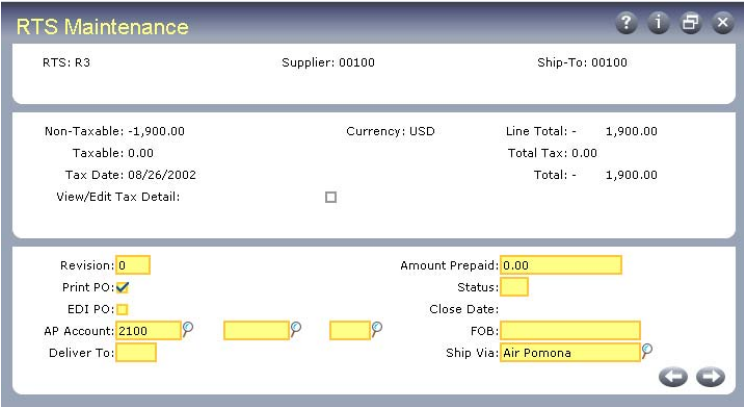 RTS Maintenance
RTS: R3 Supplier: 00100 Ship-To: 00100
Non-Taxable: -1,900.00 Currency: USD Line Total: - 1,900.00
Taxable: 0.00 Total Tax: 0.00
Tax Date: 08/26/2002 Total: - 1,900.00
View/Edit Tax Detail:
Revision: 0 Amount Prepaid: 0.00
Print PO: Status:
EDI PO: Close Date:
AP Account: 2100 FOB:
Deliver To: Ship Via: Air Pomona